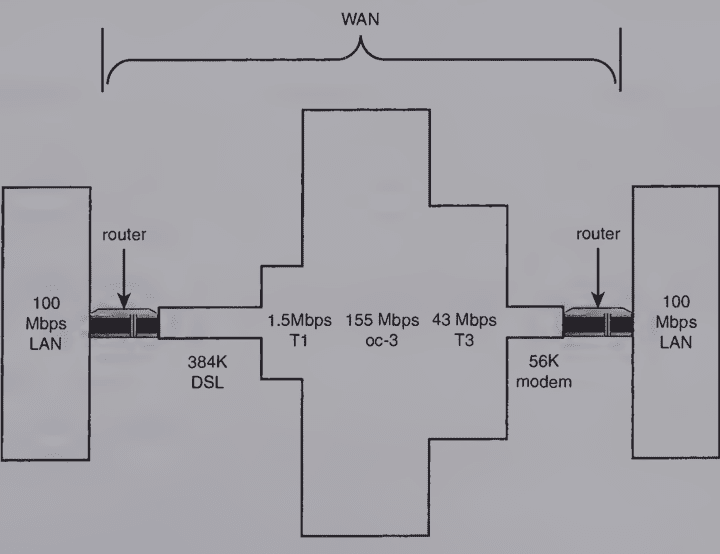 WAN
router
router
100
Mbps
LAN
1.5Mbps
T1
155 Mbps
oc-3
43 Mbps
T3
100
Mbps
LAN
384K
DSL
56K
modem